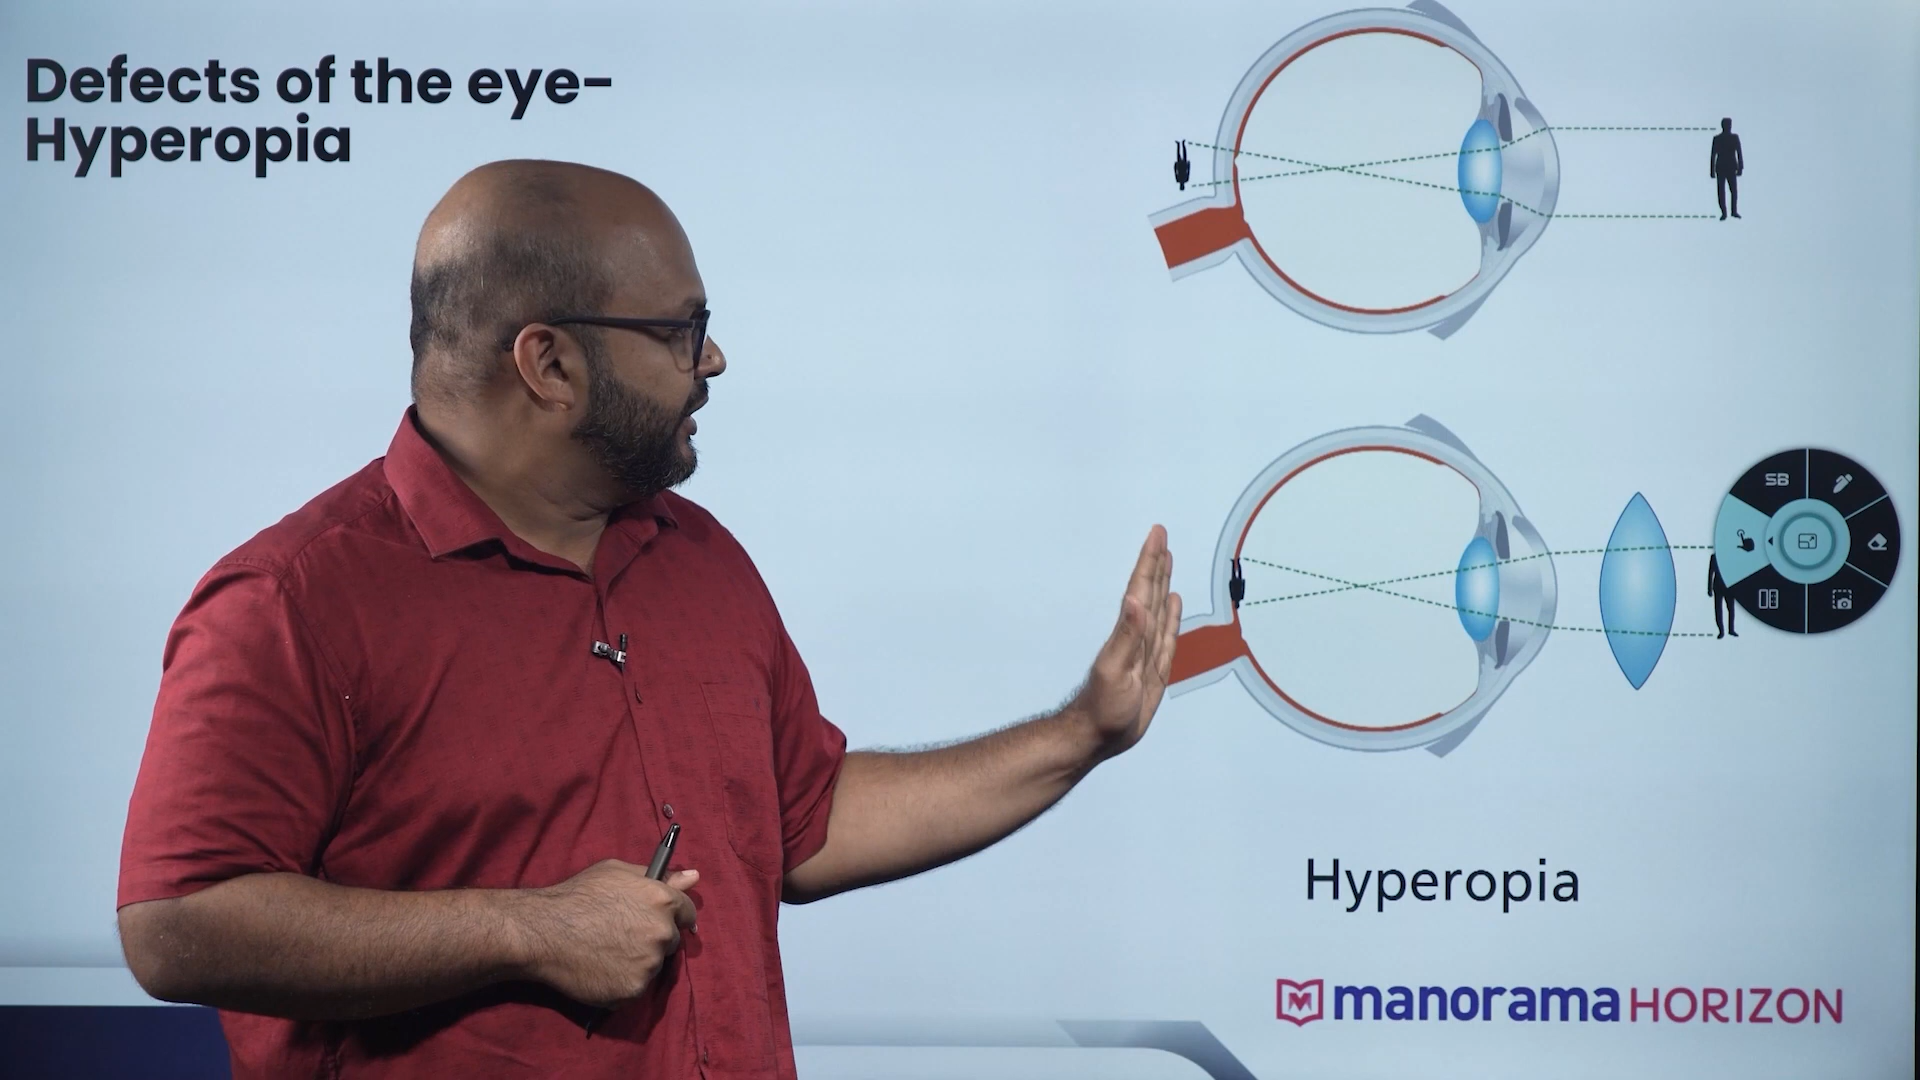 Defects of the eye-
Hyperopia
SB
Hyperopia
manorama HORIZON